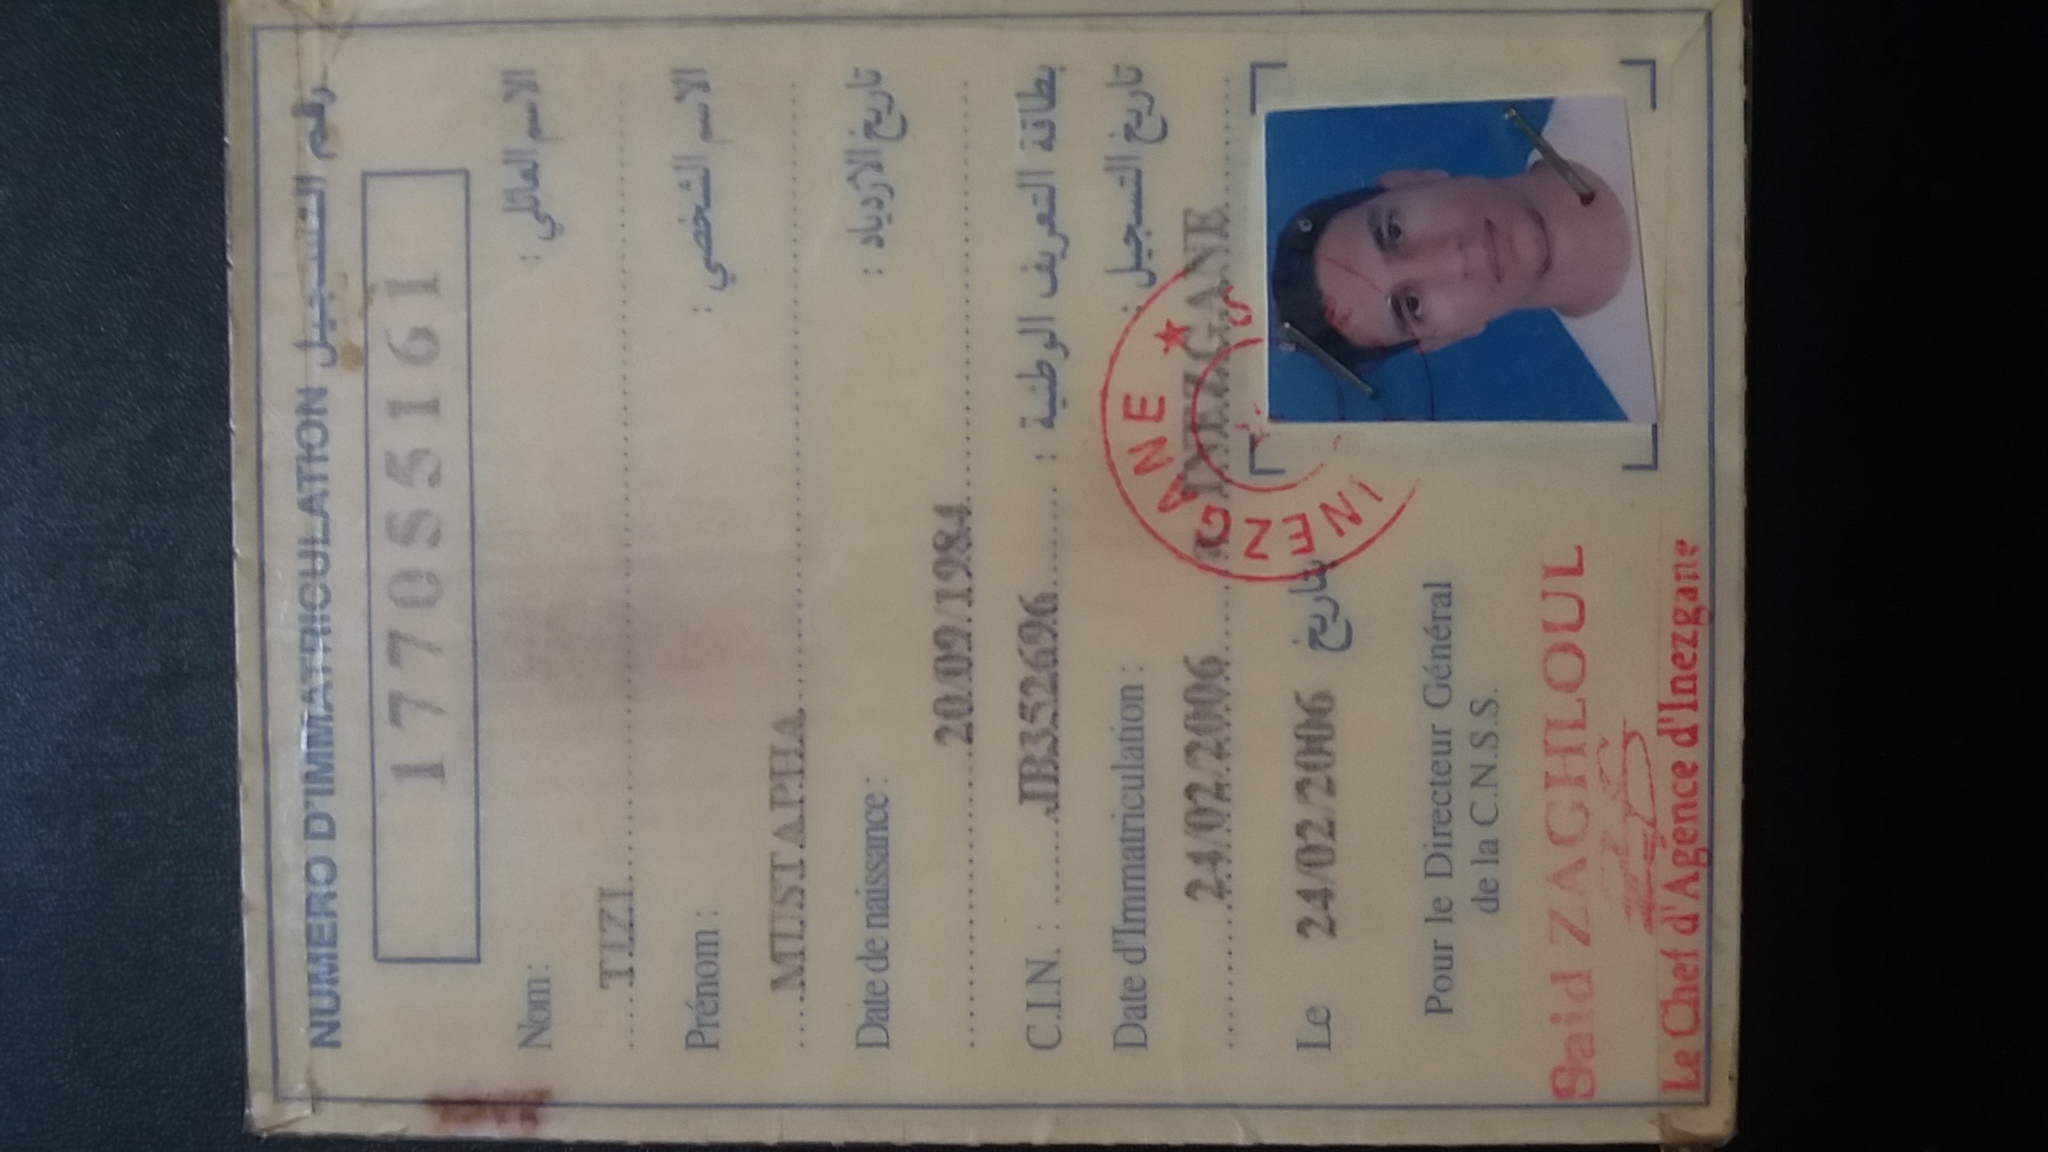 NUMERO D'IMMATRICULATION رقم التسجيل
177055161
Nom : الاسم العائلي :
TIZI
Prénom : الاسم الشخصي :
MUSTAPHA
Date de naissance : تاريخ الازدياد :
20/09/1984
C.I.N. : JB352696 بطاقة التعريف الوطنية :
Date d'Immatriculation : تاريخ التسجيل :
24/02/2006 INEZGANE
INEZGANE ★ S
Le 24/02/2006 بتاريخ
Pour le Directeur Général
de la C.N.S.S.
Said ZAGHLOUL
Le Chef d'Agence d'Inezgane